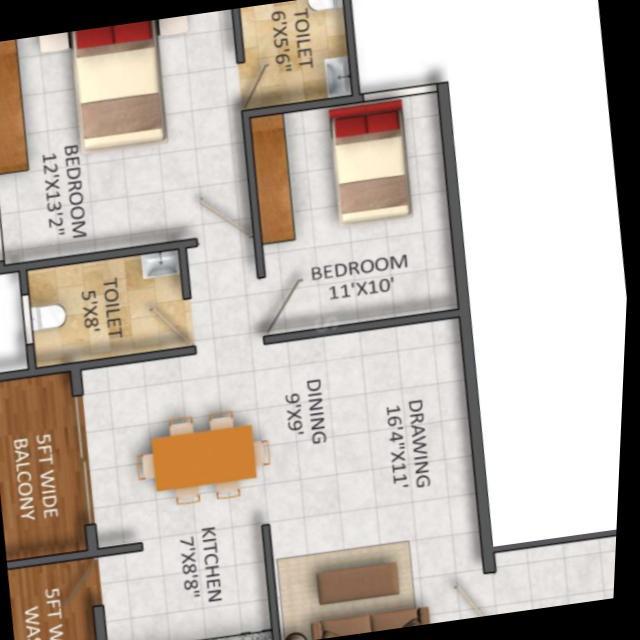 TOILET
6'X5'6"
BEDROOM
12'X13'2"
BEDROOM
11'X10'
TOILET
5'X8'
DINING
9'X9'
DRAWING
16'4"X11'
5FT WIDE
BALCONY
KITCHEN
7'X8'8"
5FT W
WA